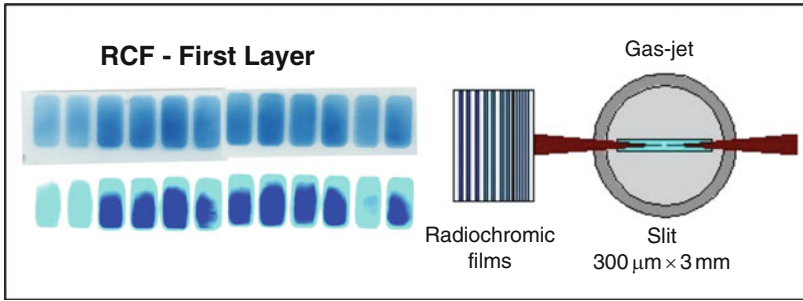 RCF - First Layer
Gas-jet
Radiochromic
films
Slit
300 µm × 3 mm